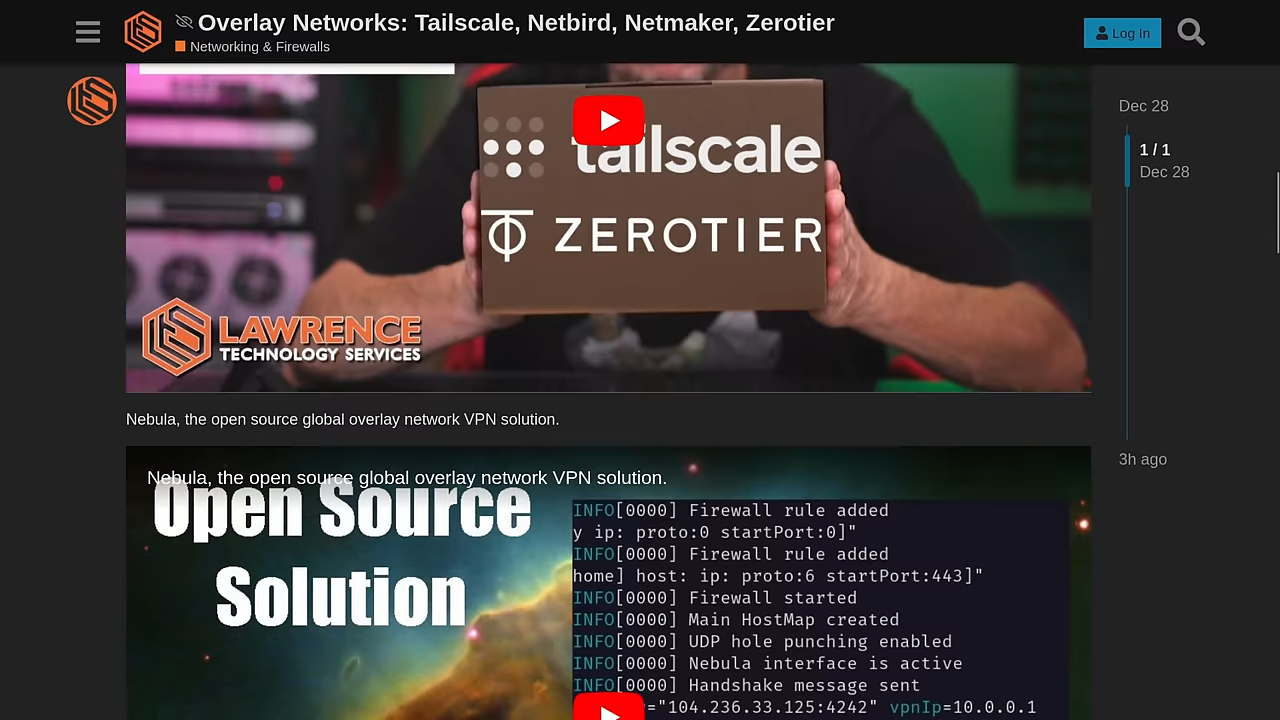 Overlay Networks: Tailscale, Netbird, Netmaker, Zerotier
Networking & Firewalls
Log In
tailscale
ZEROTIER
LAWRENCE
TECHNOLOGY SERVICES
Dec 28
1 / 1
Dec 28
3h ago
Nebula, the open source global overlay network VPN solution.
Nebula, the open source global overlay network VPN solution.
Open Source
Solution
INFO[0000] Firewall rule added
y ip: proto:0 startPort:0]"
INFO[0000] Firewall rule added
home] host: ip: proto:6 startPort:443]"
INFO[0000] Firewall started
INFO[0000] Main HostMap created
INFO[0000] UDP hole punching enabled
INFO[0000] Nebula interface is active
INFO[0000] Handshake message sent
="104.236.33.125:4242" vpnIp=10.0.0.1